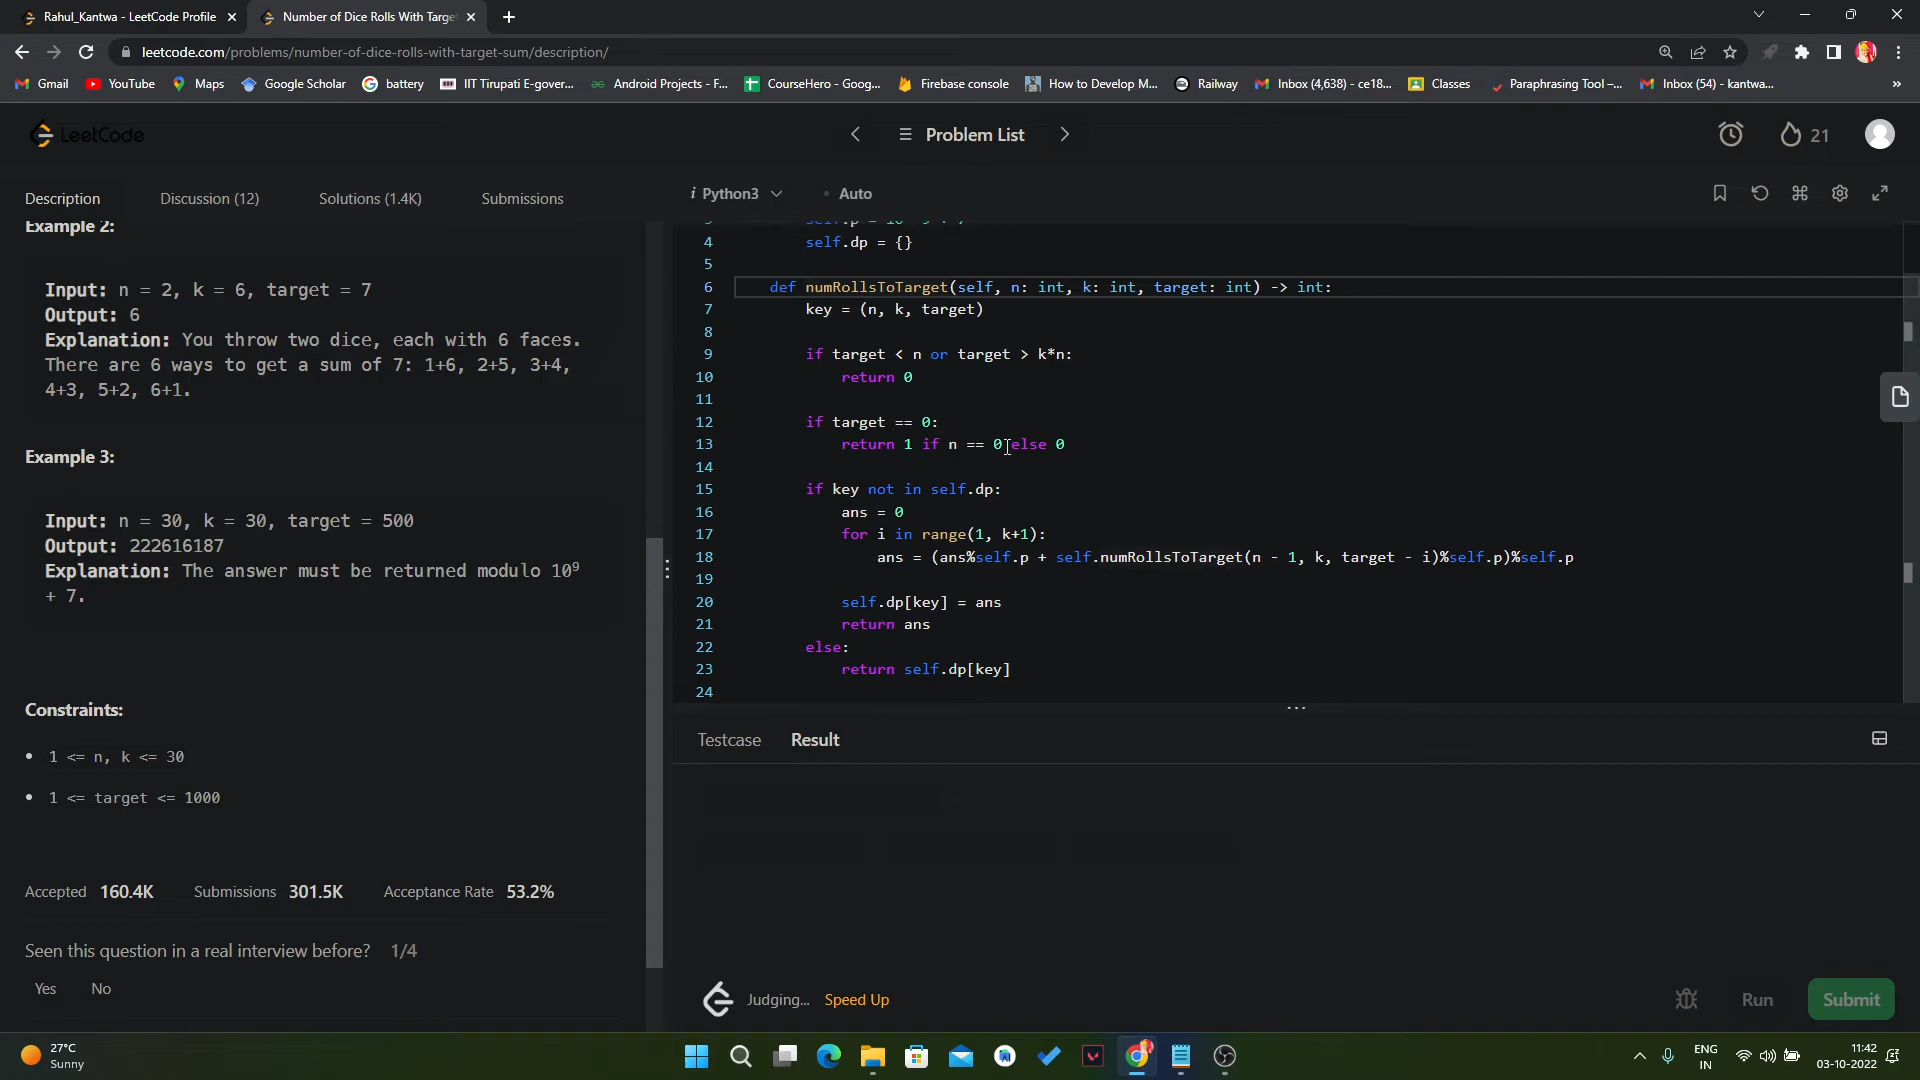 Rahul_Kantwa - LeetCode Profile
Number of Dice Rolls With Targe
leetcode.com/problems/number-of-dice-rolls-with-target-sum/description/
Gmail YouTube Maps Google Scholar battery IIT Tirupati E-gover... Android Projects - F... CourseHero - Goog... Firebase console How to Develop M... Railway Inbox (4,638) - ce18... Classes Paraphrasing Tool –... Inbox (54) - kantwa... »
LeetCode
Problem List
21
Description Discussion (12) Solutions (1.4K) Submissions
i Python3 • Auto
Example 2:
Input: n = 2, k = 6, target = 7
Output: 6
Explanation: You throw two dice, each with 6 faces.
There are 6 ways to get a sum of 7: 1+6, 2+5, 3+4,
4+3, 5+2, 6+1.
Example 3:
Input: n = 30, k = 30, target = 500
Output: 222616187
Explanation: The answer must be returned modulo 10⁹
+ 7.
Constraints:
• 1 <= n, k <= 30
• 1 <= target <= 1000
Accepted 160.4K Submissions 301.5K Acceptance Rate 53.2%
Seen this question in a real interview before? 1/4
Yes No
4 self.dp = {}
5
6 def numRollsToTarget(self, n: int, k: int, target: int) -> int:
7 key = (n, k, target)
8
9 if target < n or target > k*n:
10 return 0
11
12 if target == 0:
13 return 1 if n == 0 else 0
14
15 if key not in self.dp:
16 ans = 0
17 for i in range(1, k+1):
18 ans = (ans%self.p + self.numRollsToTarget(n - 1, k, target - i)%self.p)%self.p
19
20 self.dp[key] = ans
21 return ans
22 else:
23 return self.dp[key]
24
Testcase Result
Judging... Speed Up
Run Submit
27°C
Sunny
ENG
IN
11:42
03-10-2022